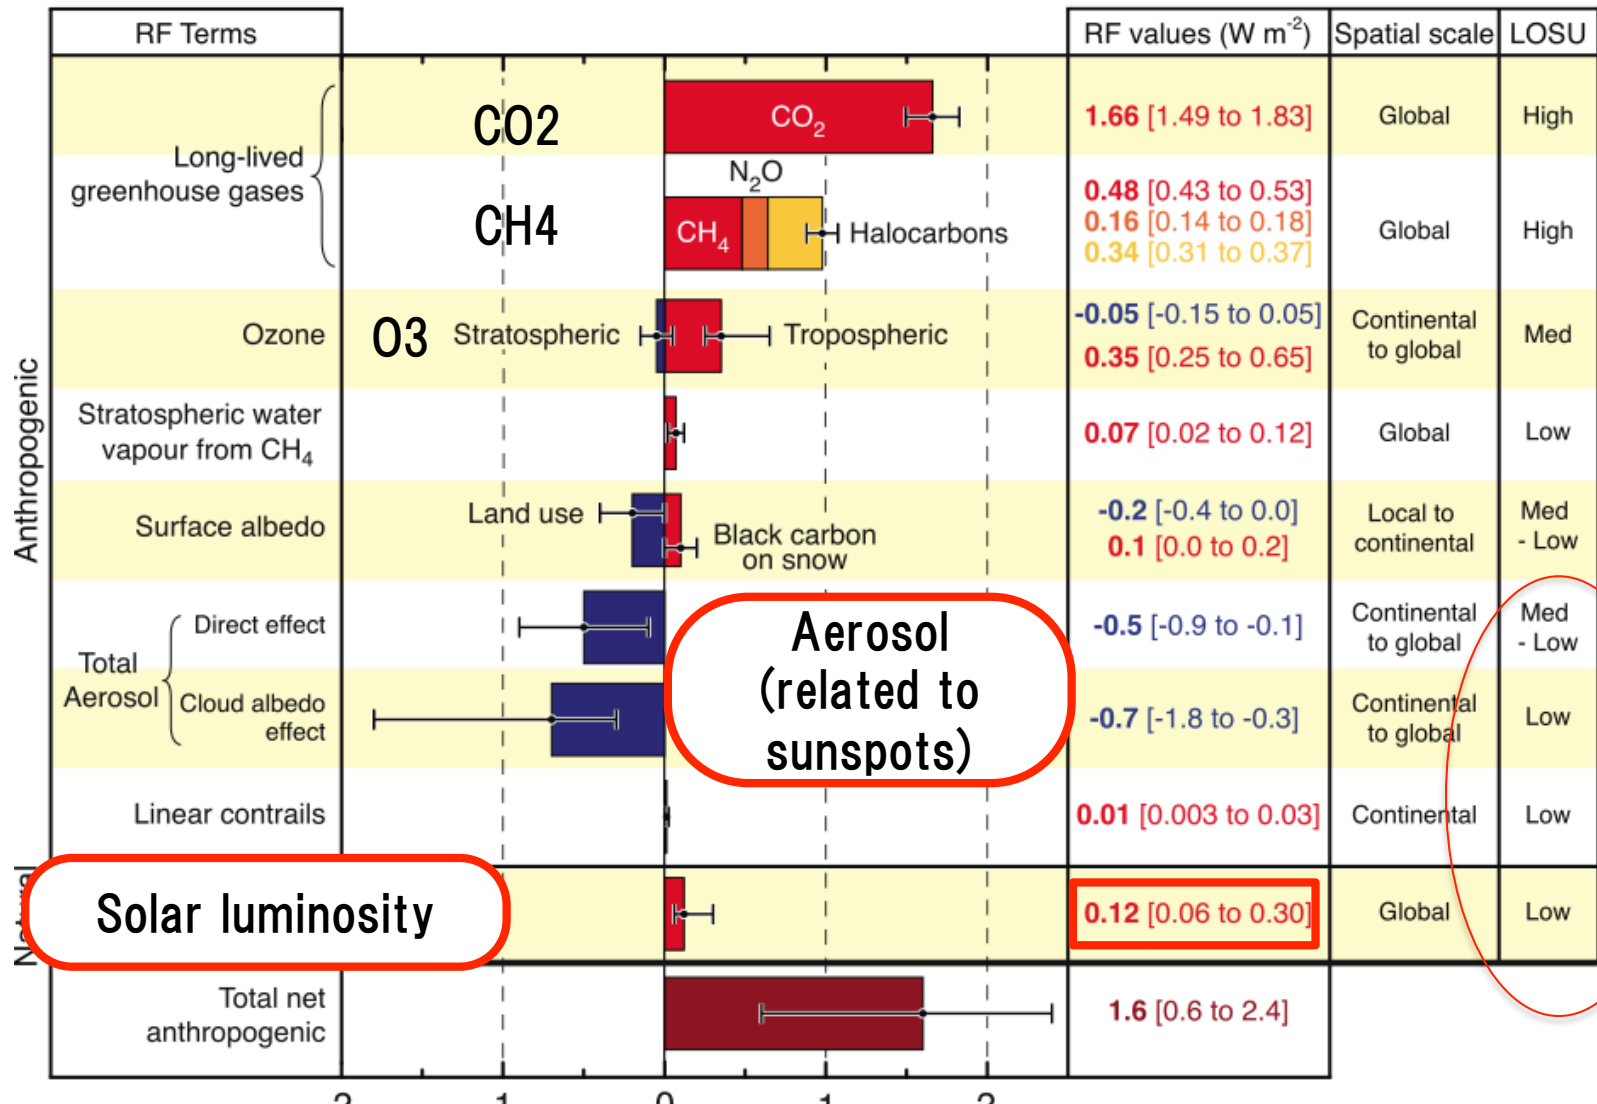 RF Terms
RF values (W m-2)
Spatial scale
LOSU
Anthropogenic
Long-lived
greenhouse gases
CO2
CO2
1.66 [1.49 to 1.83]
Global
High
CH4
N2O
CH4
Halocarbons
0.48 [0.43 to 0.53]
0.16 [0.14 to 0.18]
0.34 [0.31 to 0.37]
Global
High
Ozone
O3
Stratospheric
Tropospheric
-0.05 [-0.15 to 0.05]
0.35 [0.25 to 0.65]
Continental
to global
Med
Stratospheric water
vapour from CH4
0.07 [0.02 to 0.12]
Global
Low
Surface albedo
Land use
Black carbon
on snow
-0.2 [-0.4 to 0.0]
0.1 [0.0 to 0.2]
Local to
continental
Med
- Low
Total
Aerosol
Direct effect
Aerosol
(related to
sunspots)
-0.5 [-0.9 to -0.1]
Continental
to global
Med
- Low
Cloud albedo
effect
-0.7 [-1.8 to -0.3]
Continental
to global
Low
Linear contrails
0.01 [0.003 to 0.03]
Continental
Low
Solar luminosity
0.12 [0.06 to 0.30]
Global
Low
Total net
anthropogenic
1.6 [0.6 to 2.4]